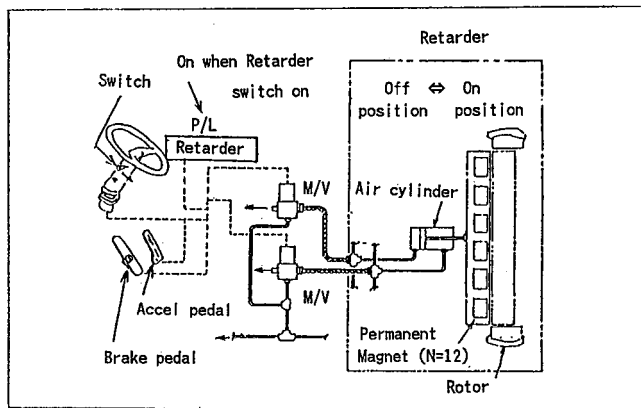 Retarder
On when Retarder
switch on
Switch
P/L
Retarder
Off ⇔ On
position position
M/V
Air cylinder
M/V
Accel pedal
Brake pedal
Permanent
Magnet (N=12)
Rotor